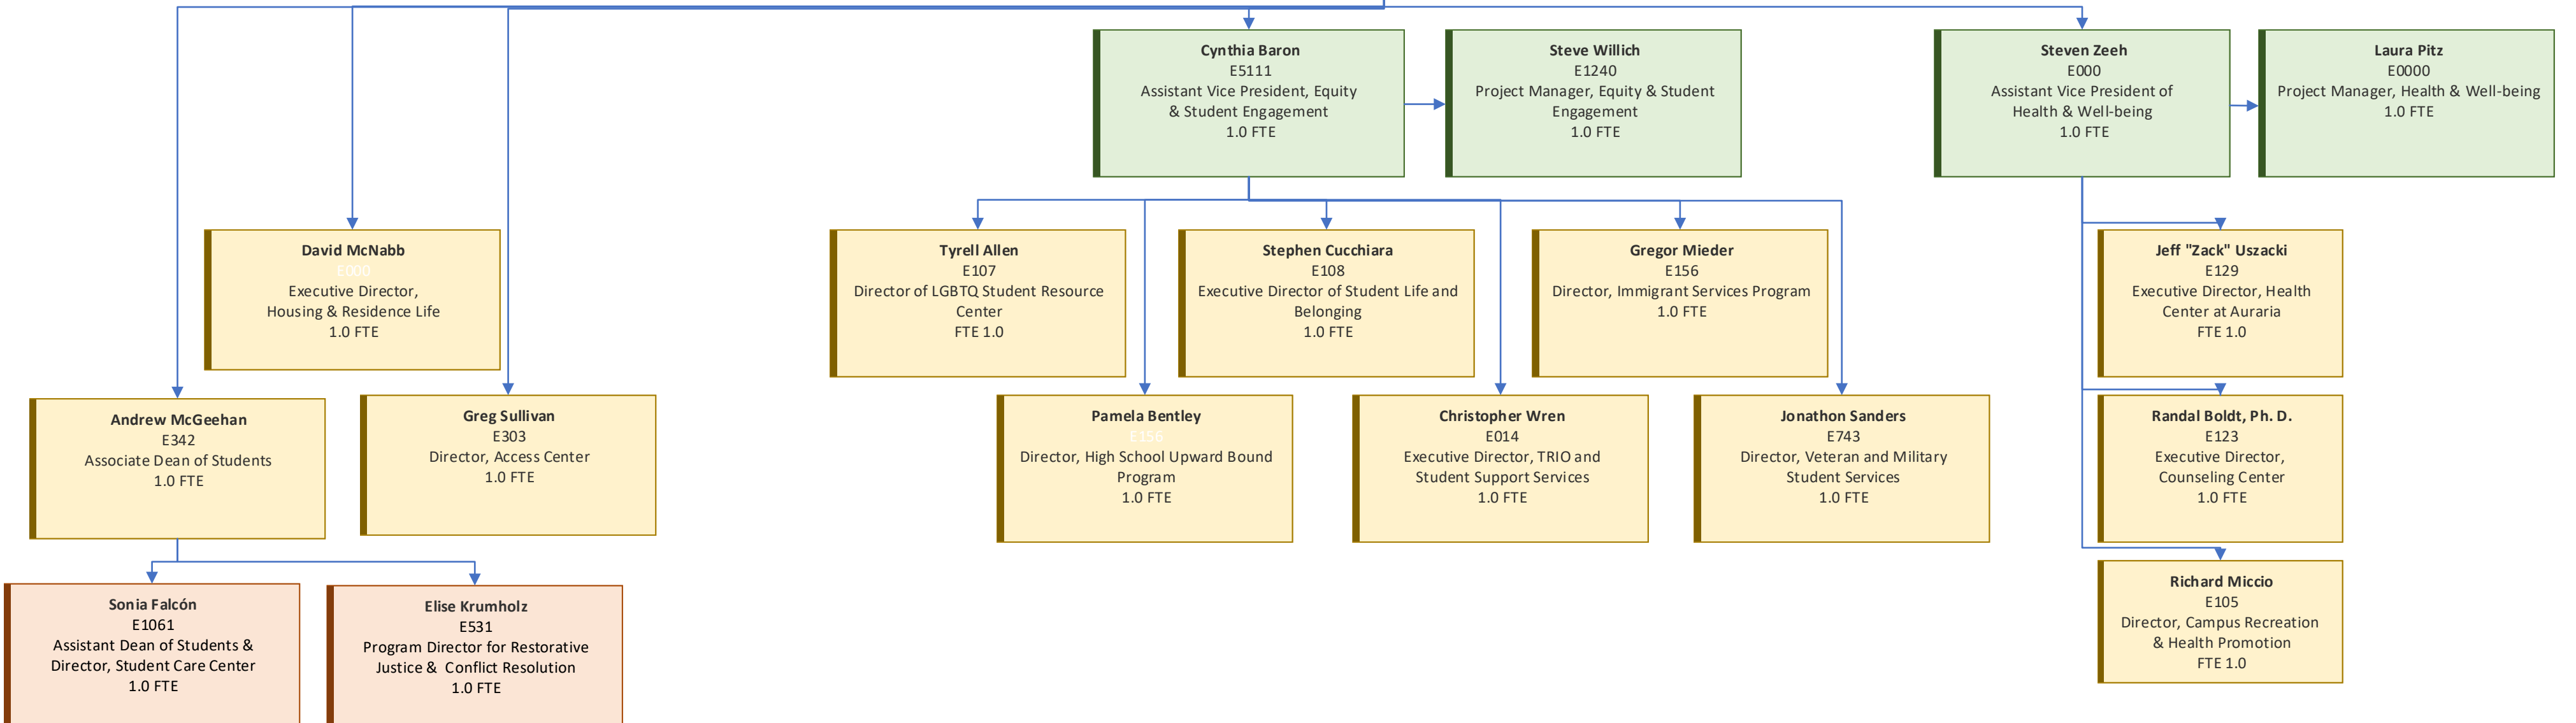 Cynthia Baron
E5111
Assistant Vice President, Equity
& Student Engagement
1.0 FTE
Steve Willich
E1240
Project Manager, Equity & Student
Engagement
1.0 FTE
Steven Zeeh
E000
Assistant Vice President of
Health & Well-being
1.0 FTE
Laura Pitz
E0000
Project Manager, Health & Well-being
1.0 FTE
David McNabb
E000
Executive Director,
Housing & Residence Life
1.0 FTE
Tyrell Allen
E107
Director of LGBTQ Student Resource
Center
FTE 1.0
Stephen Cucchiara
E108
Executive Director of Student Life and
Belonging
1.0 FTE
Gregor Mieder
E156
Director, Immigrant Services Program
1.0 FTE
Jeff "Zack" Uszacki
E129
Executive Director, Health
Center at Auraria
FTE 1.0
Andrew McGeehan
E342
Associate Dean of Students
1.0 FTE
Greg Sullivan
E303
Director, Access Center
1.0 FTE
Pamela Bentley
E156
Director, High School Upward Bound
Program
1.0 FTE
Christopher Wren
E014
Executive Director, TRIO and
Student Support Services
1.0 FTE
Jonathon Sanders
E743
Director, Veteran and Military
Student Services
1.0 FTE
Randal Boldt, Ph. D.
E123
Executive Director,
Counseling Center
1.0 FTE
Sonia Falcón
E1061
Assistant Dean of Students &
Director, Student Care Center
1.0 FTE
Elise Krumholz
E531
Program Director for Restorative
Justice & Conflict Resolution
1.0 FTE
Richard Miccio
E105
Director, Campus Recreation
& Health Promotion
FTE 1.0